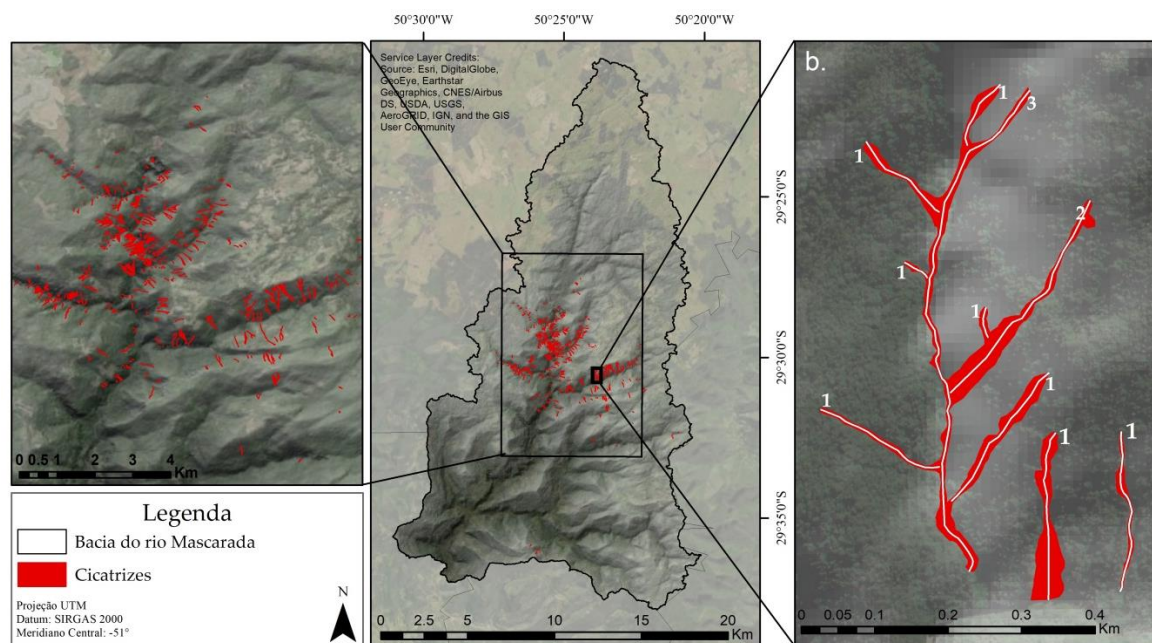 50°30'0"W
50°25'0"W
50°20'0"W
Service Layer Credits:
Source: Esri, DigitalGlobe,
GeoEye, Earthstar
Geographics, CNES/Airbus
DS, USDA, USGS,
AeroGRID, IGN, and the GIS
User Community
29°25'0"S
29°30'0"S
29°35'0"S
0 0.5 1 2 3 4
Km
Legenda
Bacia do rio Mascarada
Cicatrizes
Projeção UTM
Datum: SIRGAS 2000
Meridiano Central: -51°
N
0 2.5 5 10 15 20
Km
b.
1
3
1
2
1
1
1
1
1
1
0 0.05 0.1 0.2 0.3 0.4
Km